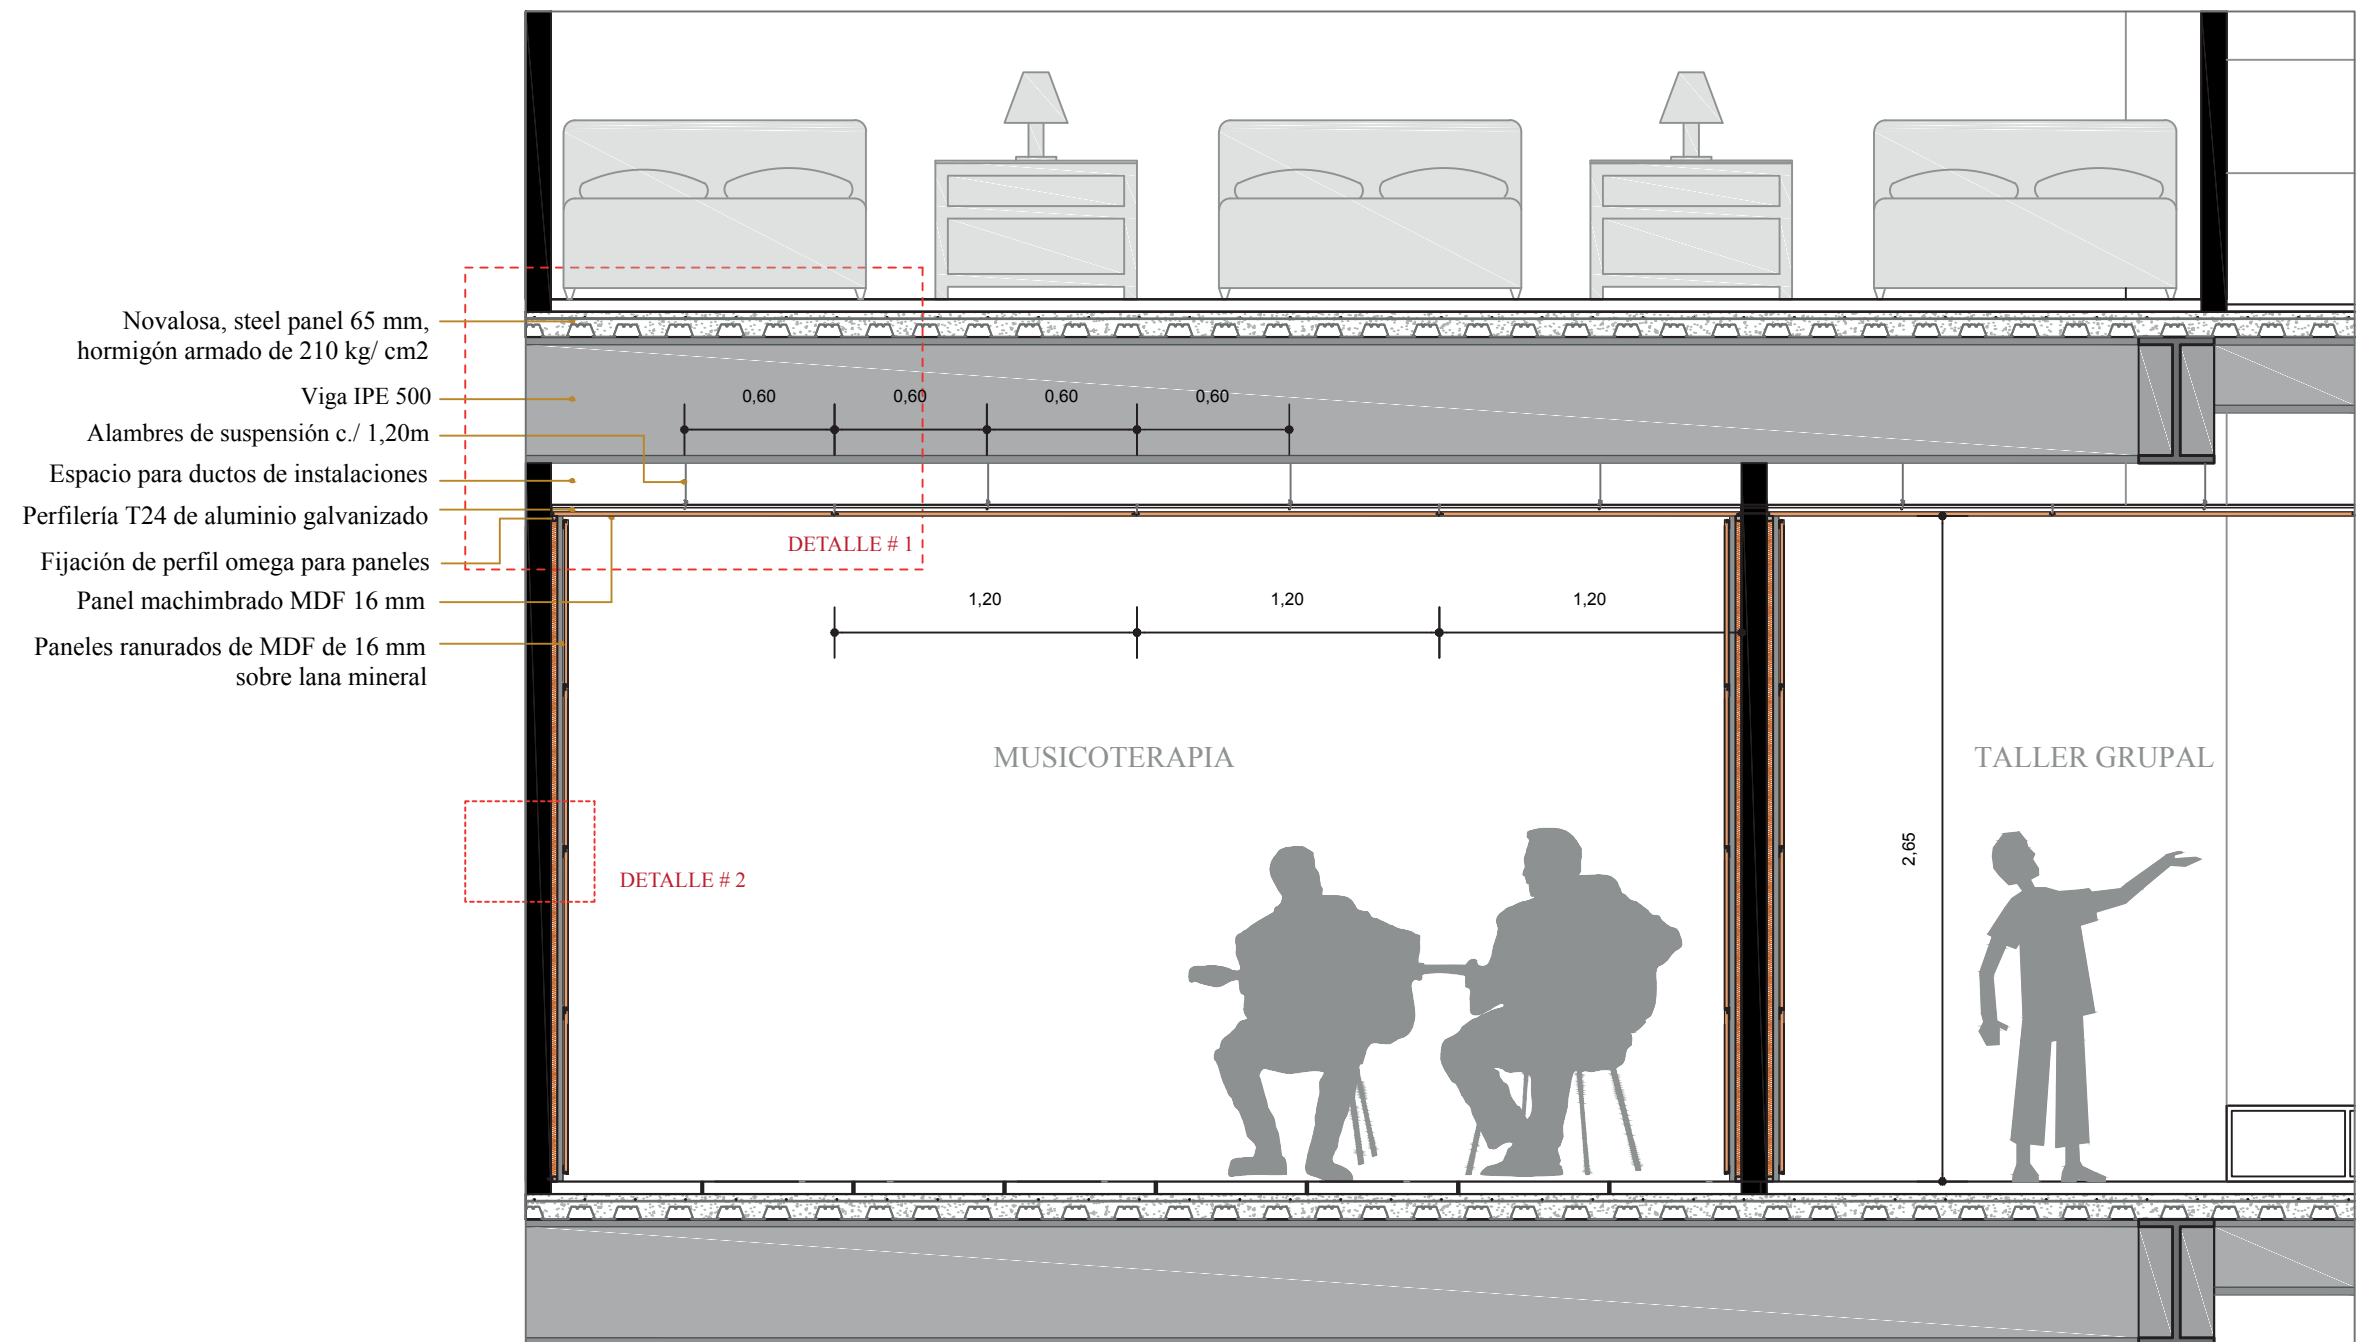 Novalosa, steel panel 65 mm,
hormigón armado de 210 kg/ cm2
Viga IPE 500
Alambres de suspensión c./ 1,20m
Espacio para ductos de instalaciones
Perfilería T24 de aluminio galvanizado
Fijación de perfil omega para paneles
Panel machimbrado MDF 16 mm
Paneles ranurados de MDF de 16 mm
sobre lana mineral
0,60
0,60
0,60
0,60
DETALLE # 1
1,20
1,20
1,20
MUSICOTERAPIA
TALLER GRUPAL
2,65
DETALLE # 2